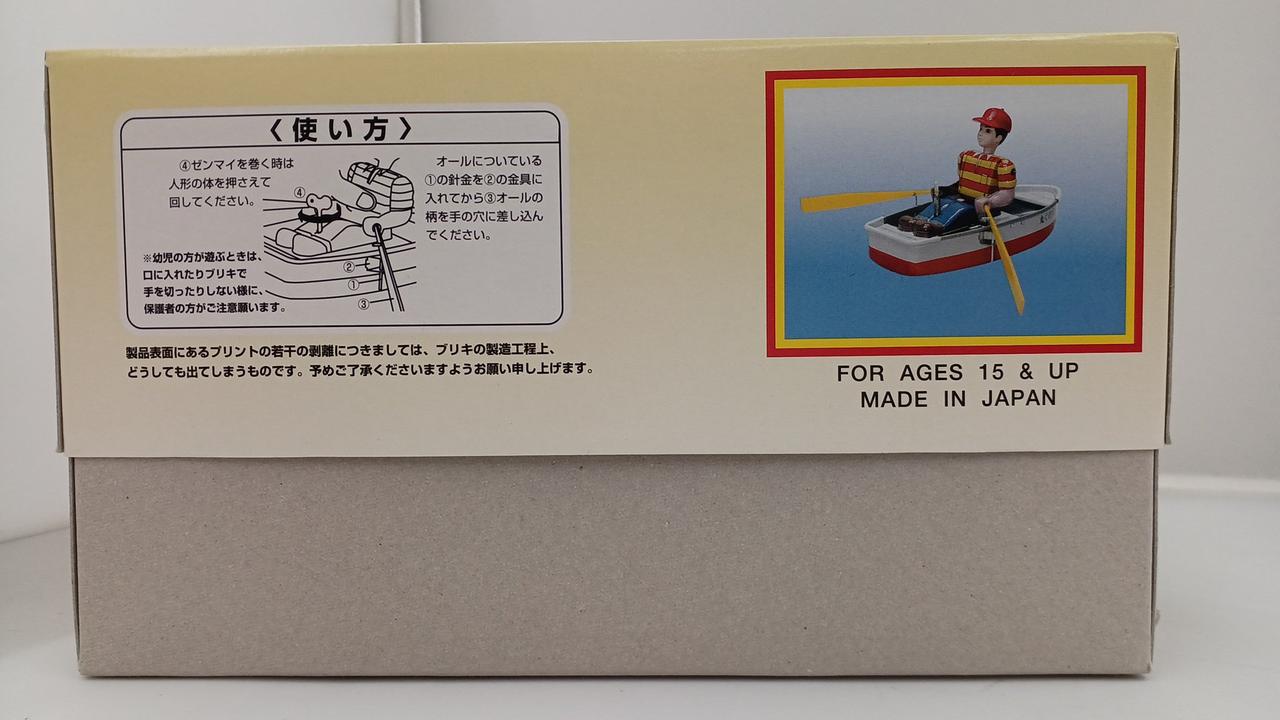 〈使い方〉
④ゼンマイを巻く時は
人形の体を押さえて
回してください。
④
オールについている
①の針金を②の金具に
入れてから③オールの
柄を手の穴に差し込ん
でください。
※幼児の方が遊ぶときは、
口に入れたりブリキで
手を切ったりしない様に、
保護者の方がご注意願います。
②
①
③
製品表面にあるプリントの若干の剥離につきましては、ブリキの製造工程上、
どうしても出てしまうものです。予めご了承くださいますようお願い申し上げます。
FOR AGES 15 & UP
MADE IN JAPAN